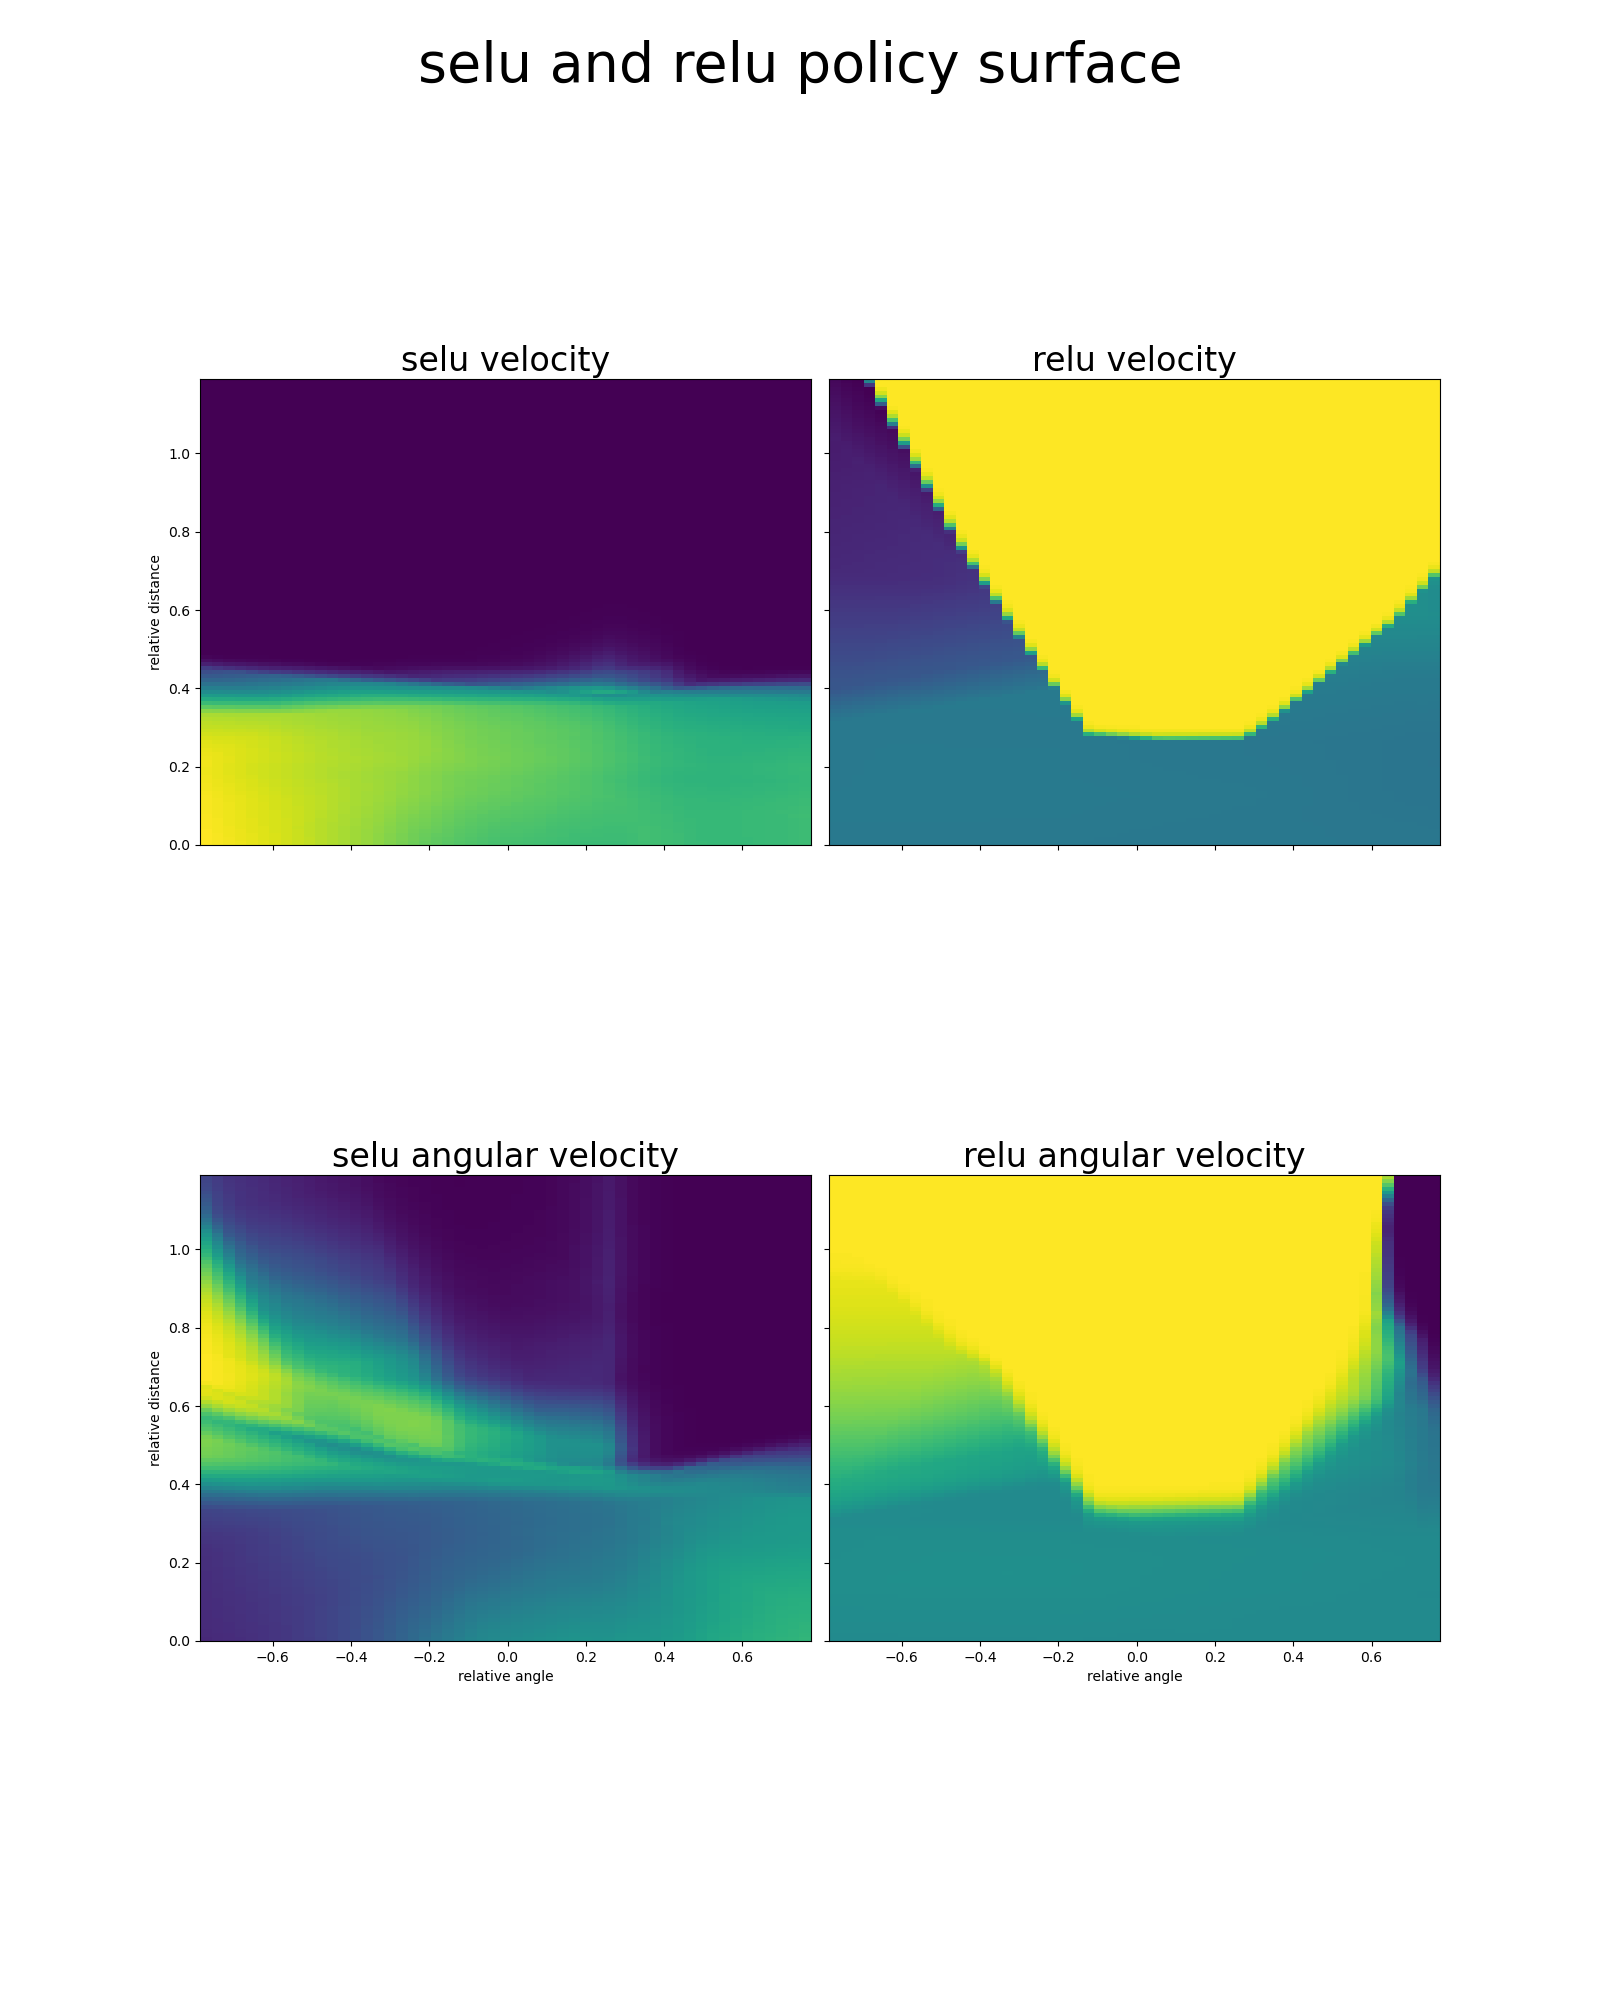 selu and relu policy surface
selu velocity
relu velocity
relative distance
1.0
0.8
0.6
0.4
0.2
0.0
selu angular velocity
relu angular velocity
relative distance
1.0
0.8
0.6
0.4
0.2
0.0
−0.6 −0.4 −0.2 0.0 0.2 0.4 0.6
−0.6 −0.4 −0.2 0.0 0.2 0.4 0.6
relative angle
relative angle